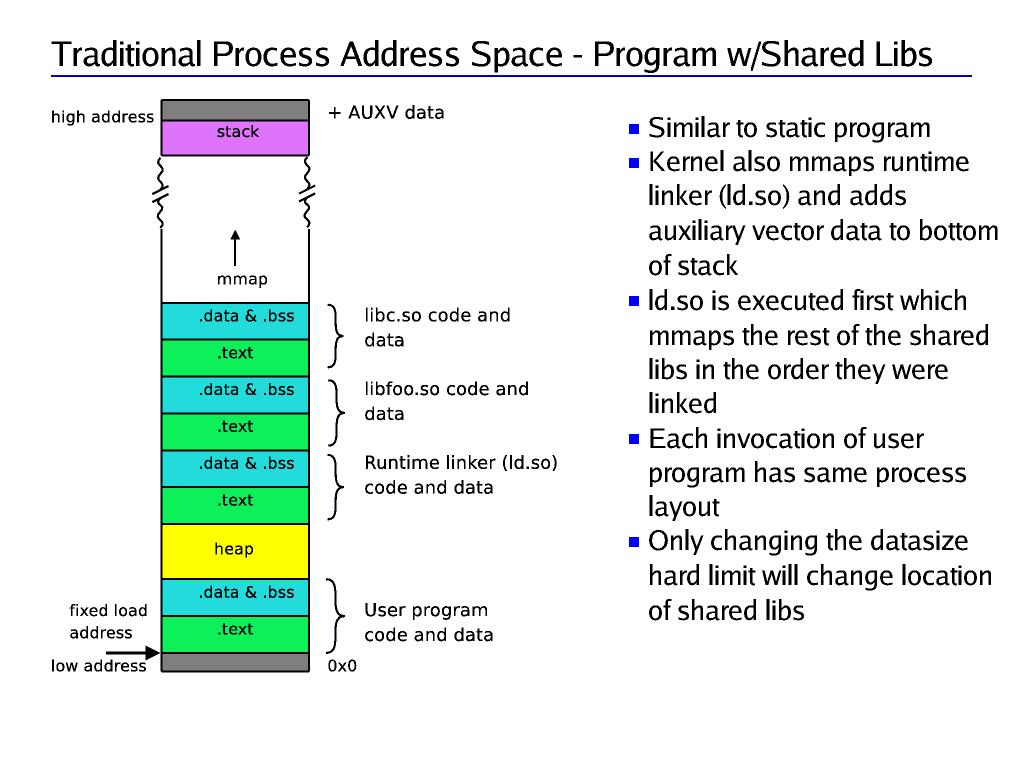 Traditional Process Address Space - Program w/Shared Libs
high address
+ AUXV data
stack
mmap
.data & .bss
.text
libc.so code and
data
.data & .bss
.text
libfoo.so code and
data
.data & .bss
.text
Runtime linker (ld.so)
code and data
heap
.data & .bss
.text
User program
code and data
fixed load
address
low address
0x0
Similar to static program
Kernel also mmaps runtime
linker (ld.so) and adds
auxiliary vector data to bottom
of stack
ld.so is executed first which
mmaps the rest of the shared
libs in the order they were
linked
Each invocation of user
program has same process
layout
Only changing the datasize
hard limit will change location
of shared libs